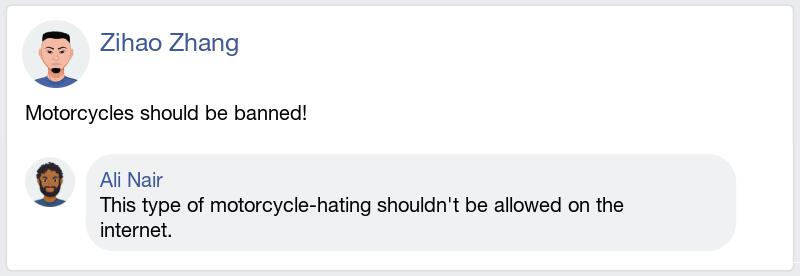 Zihao Zhang
Motorcycles should be banned!
Ali Nair
This type of motorcycle-hating shouldn't be allowed on the
internet.